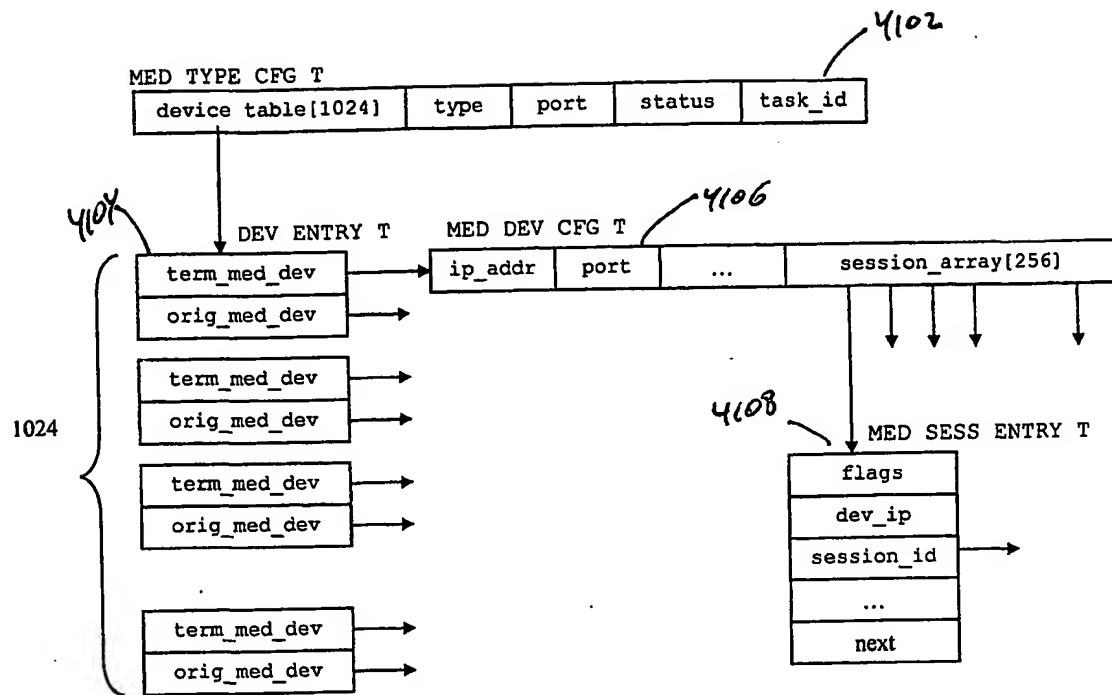 4102
MED TYPE CFG T
device table[1024] type port status task_id
4104
DEV ENTRY T
MED DEV CFG T
4106
term_med_dev
orig_med_dev
ip_addr port ... session_array[256]
term_med_dev
orig_med_dev
1024
4108
MED SESS ENTRY T
term_med_dev
orig_med_dev
flags
dev_ip
session_id
...
next
term_med_dev
orig_med_dev